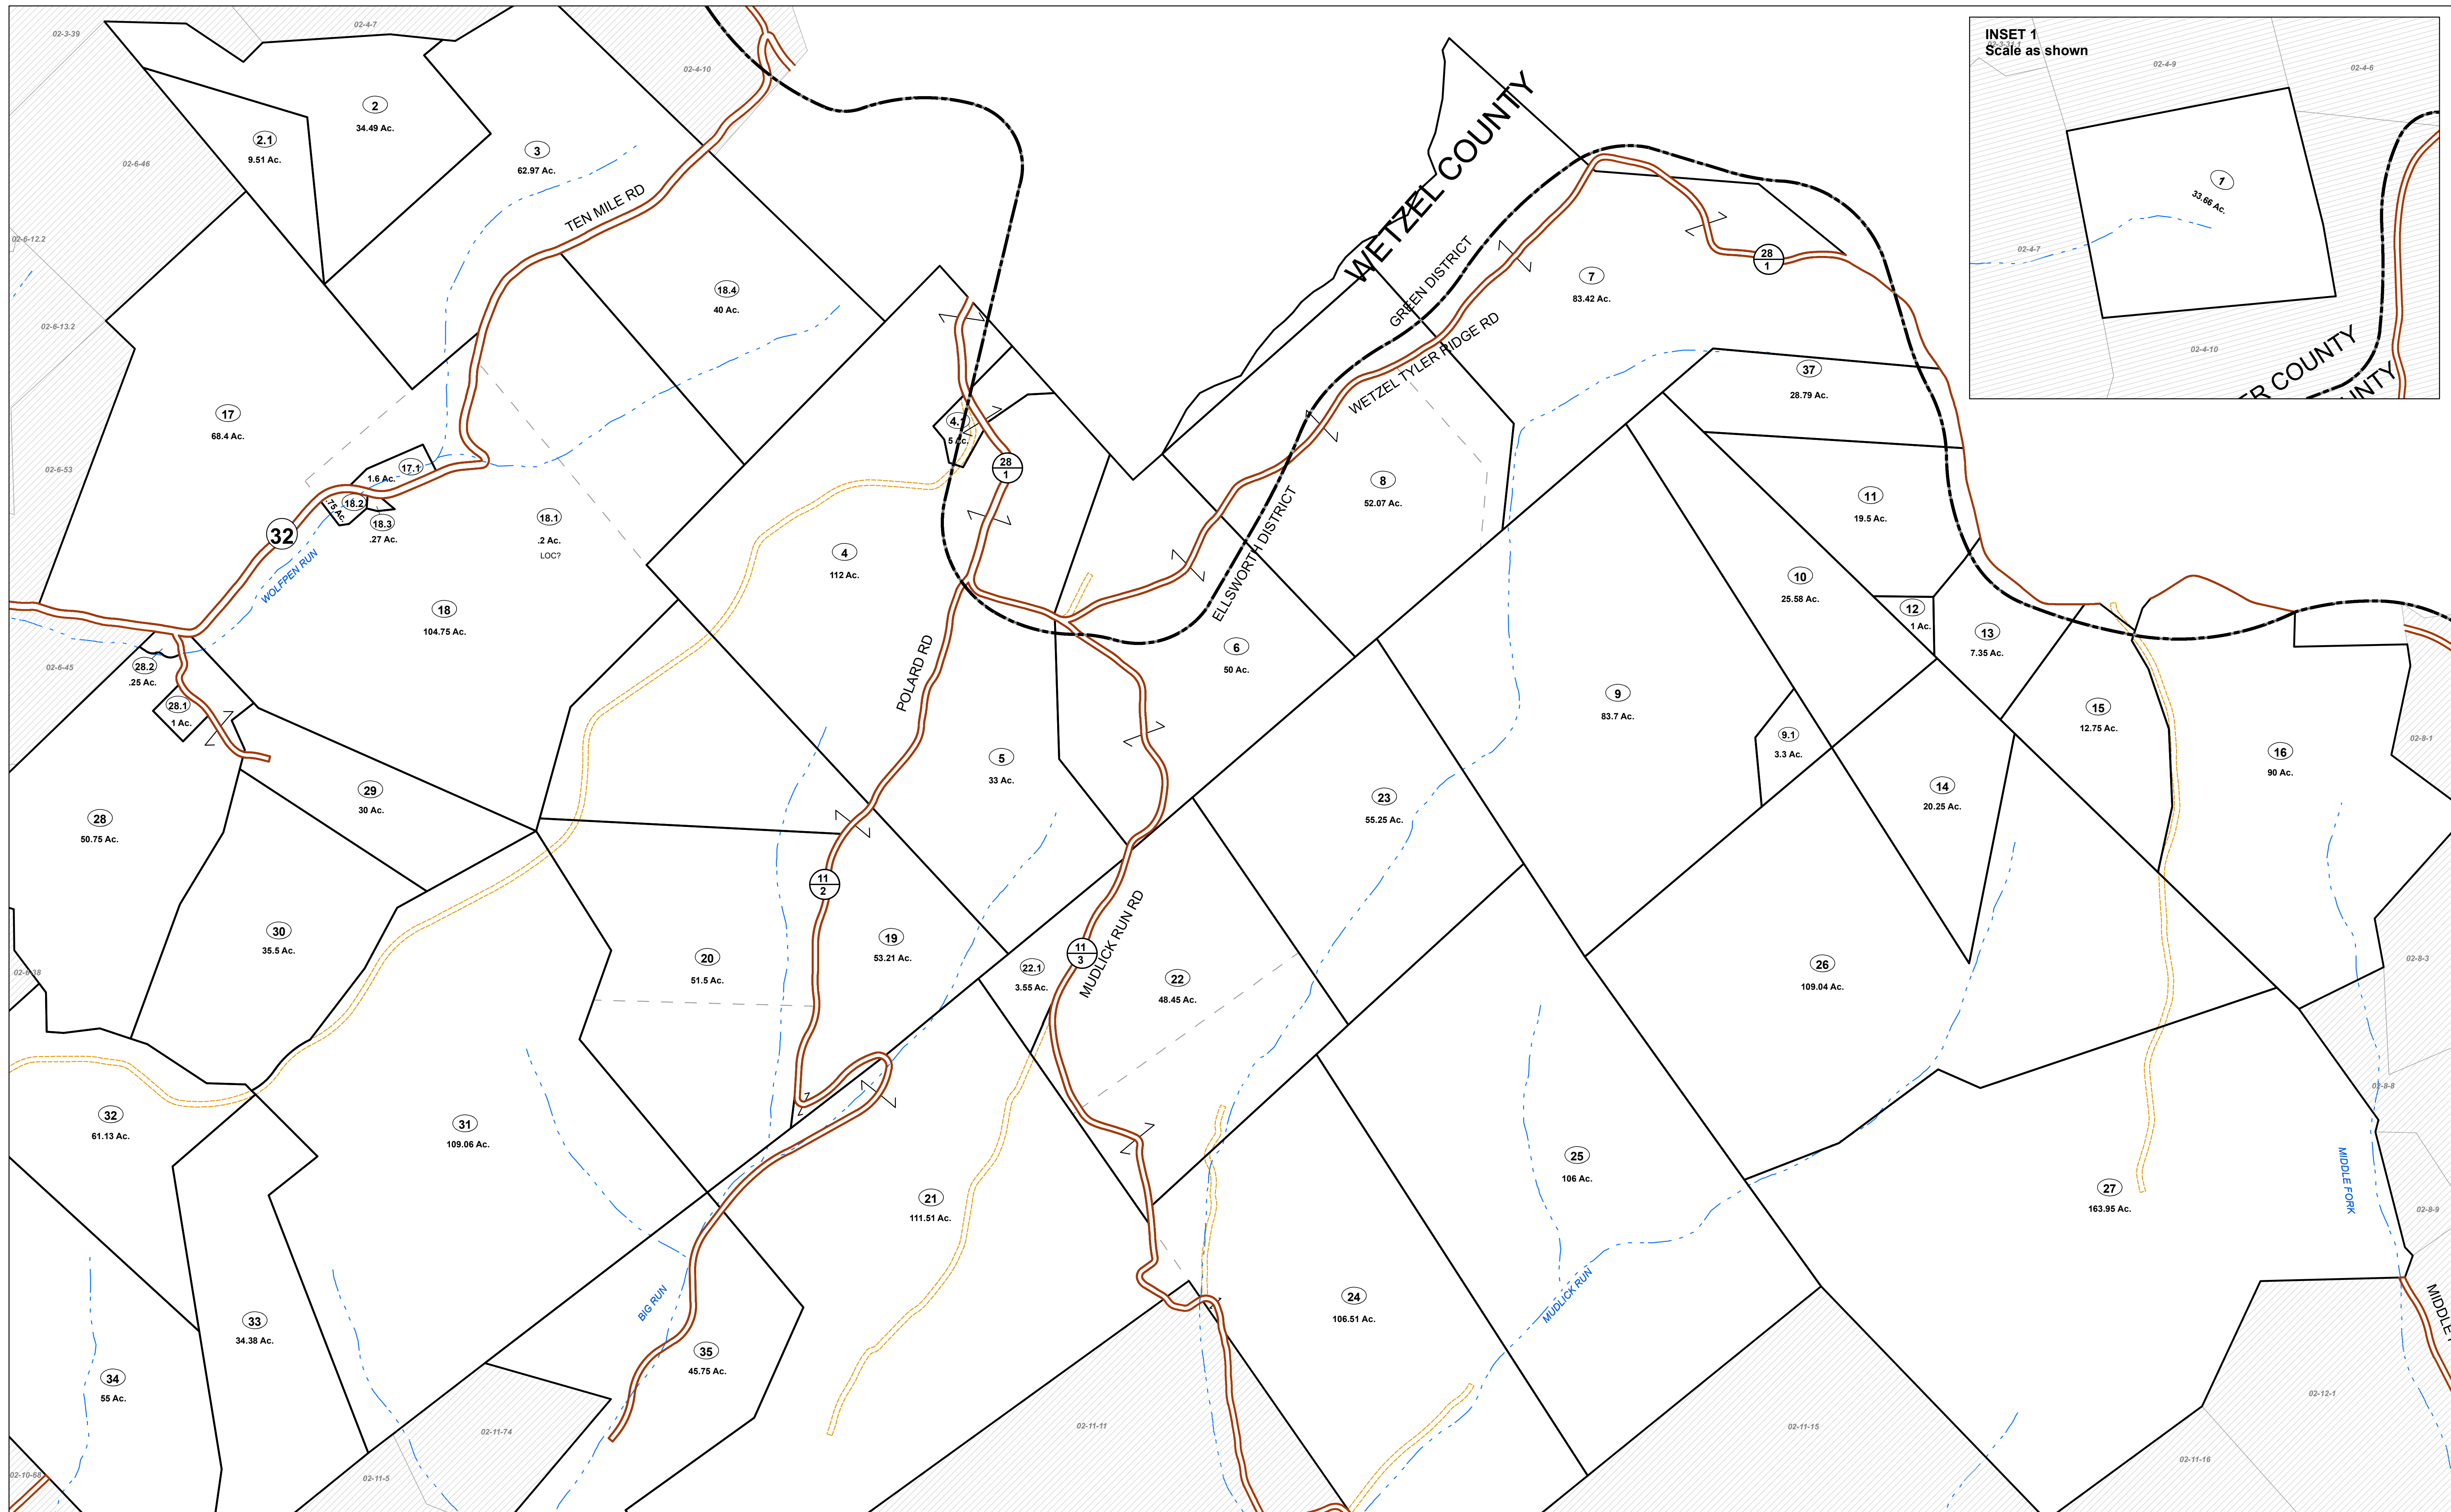 02-3-39
02-4-7
02-4-10
02-6-46
02-6-12.2
02-6-13.2
02-6-53
02-6-45
02-6-38
02-10-68
2
34.49 Ac.
2.1
9.51 Ac.
3
62.97 Ac.
TEN MILE RD
18.4
40 Ac.
17
68.4 Ac.
17.1
1.6 Ac.
18.2
.75 Ac.
18.3
.27 Ac.
18.1
.2 Ac.
LOC?
32
WOLFPEN RUN
18
104.75 Ac.
28.2
.25 Ac.
28.1
1 Ac.
28
50.75 Ac.
29
30 Ac.
30
35.5 Ac.
4
112 Ac.
4.1
5 Ac.
28
1
POLARD RD
5
33 Ac.
6
50 Ac.
WETZEL COUNTY
GREEN DISTRICT
ELLSWORTH DISTRICT
WETZEL TYLER RIDGE RD
7
83.42 Ac.
28
1
8
52.07 Ac.
37
28.79 Ac.
11
19.5 Ac.
10
25.58 Ac.
12
1 Ac.
13
7.35 Ac.
9
83.7 Ac.
9.1
3.3 Ac.
14
20.25 Ac.
15
12.75 Ac.
16
90 Ac.
02-8-1
02-8-3
02-8-8
02-8-9
11
2
19
53.21 Ac.
20
51.5 Ac.
22.1
3.55 Ac.
11
3
MUDLICK RUN RD
22
48.45 Ac.
23
55.25 Ac.
26
109.04 Ac.
32
61.13 Ac.
31
109.06 Ac.
21
111.51 Ac.
25
106 Ac.
27
163.95 Ac.
MIDDLE FORK
BIG RUN
MUDLICK RUN
33
34.38 Ac.
34
55 Ac.
35
45.75 Ac.
24
106.51 Ac.
02-11-74
02-11-5
02-11-11
02-11-15
02-11-16
02-12-1
MIDDLE
INSET 1
Scale as shown
02-4-9
02-4-6
1
33.66 Ac.
02-4-7
02-4-10
ER COUNTY
UNTY